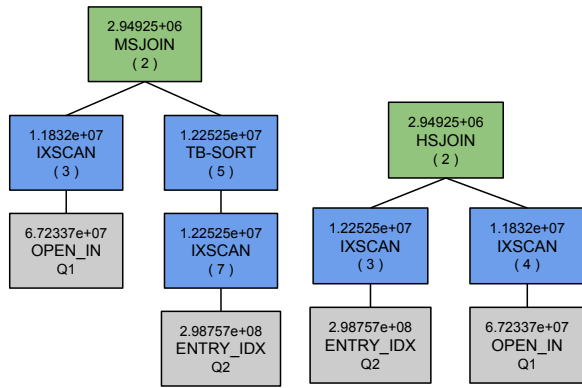 2.94925+06
MSJOIN
( 2 )
1.1832e+07
IXSCAN
( 3 )
1.22525e+07
TB-SORT
( 5 )
6.72337e+07
OPEN_IN
Q1
1.22525e+07
IXSCAN
( 7 )
2.98757e+08
ENTRY_IDX
Q2
2.94925+06
HSJOIN
( 2 )
1.22525e+07
IXSCAN
( 3 )
1.1832e+07
IXSCAN
( 4 )
2.98757e+08
ENTRY_IDX
Q2
6.72337e+07
OPEN_IN
Q1